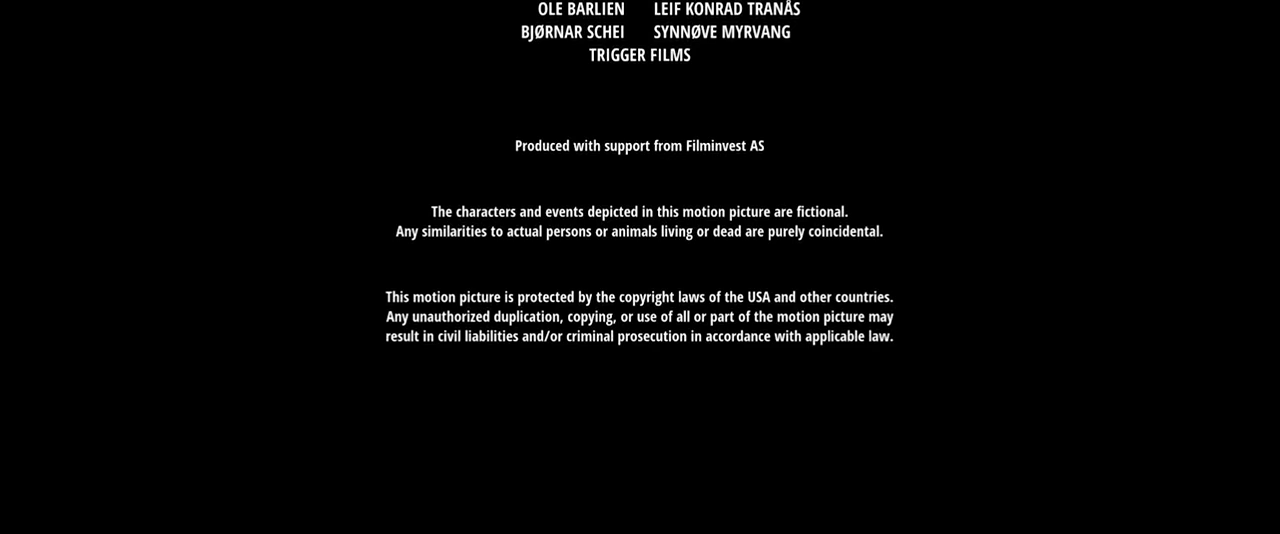 OLE BARLIEN LEIF KONRAD TRANÅS
BJØRNAR SCHEI SYNNØVE MYRVANG
TRIGGER FILMS
Produced with support from Filminvest AS
The characters and events depicted in this motion picture are fictional.
Any similarities to actual persons or animals living or dead are purely coincidental.
This motion picture is protected by the copyright laws of the USA and other countries.
Any unauthorized duplication, copying, or use of all or part of the motion picture may
result in civil liabilities and/or criminal prosecution in accordance with applicable law.